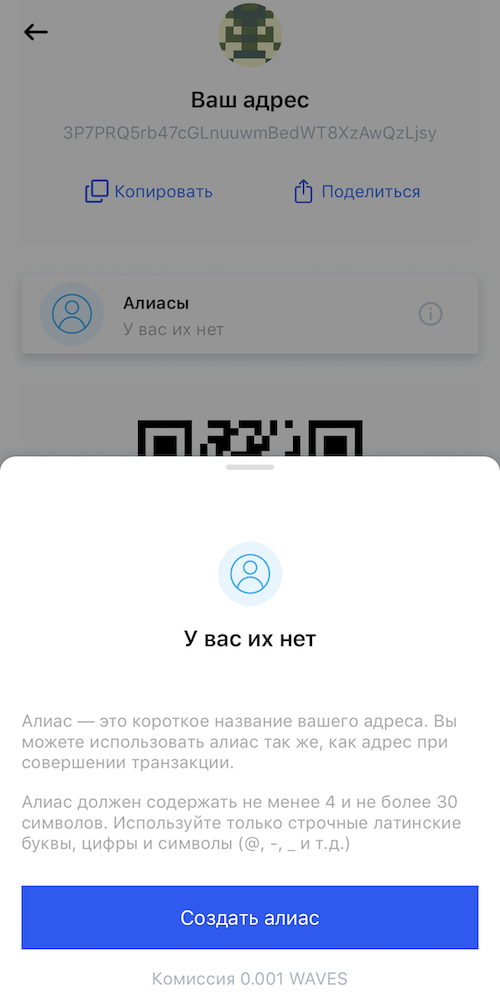 Ваш адрес
3P7PRQ5rb47cGLnuuwmBedWT8XzAwQzLjsy
Копировать
Поделиться
Алиасы
У вас их нет
У вас их нет
Алиас — это короткое название вашего адреса. Вы
можете использовать алиас так же, как адрес при
совершении транзакции.
Алиас должен содержать не менее 4 и не более 30
символов. Используйте только строчные латинские
буквы, цифры и символы (@, -, _ и т.д.)
Создать алиас
Комиссия 0.001 WAVES